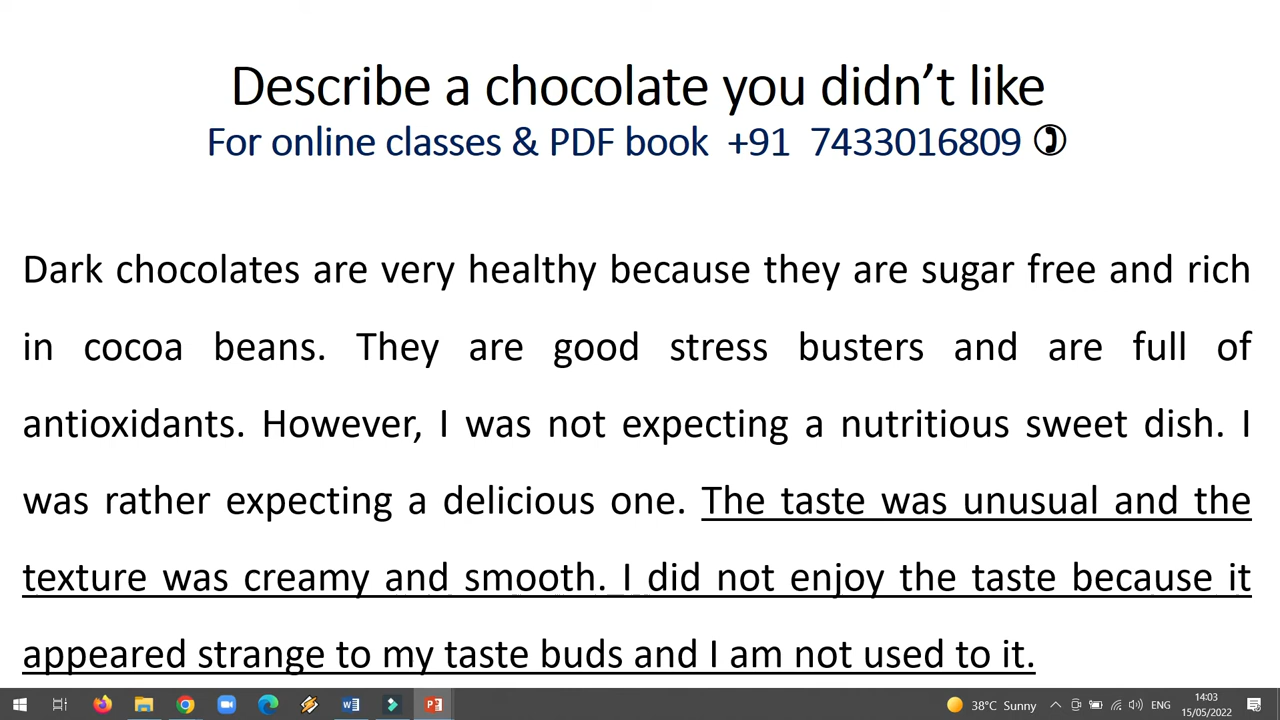 Describe a chocolate you didn’t like
For online classes & PDF book +91 7433016809
Dark chocolates are very healthy because they are sugar free and rich
in cocoa beans. They are good stress busters and are full of
antioxidants. However, I was not expecting a nutritious sweet dish. I
was rather expecting a delicious one. The taste was unusual and the
texture was creamy and smooth. I did not enjoy the taste because it
appeared strange to my taste buds and I am not used to it.
38°C Sunny
ENG
14:03
15/05/2022